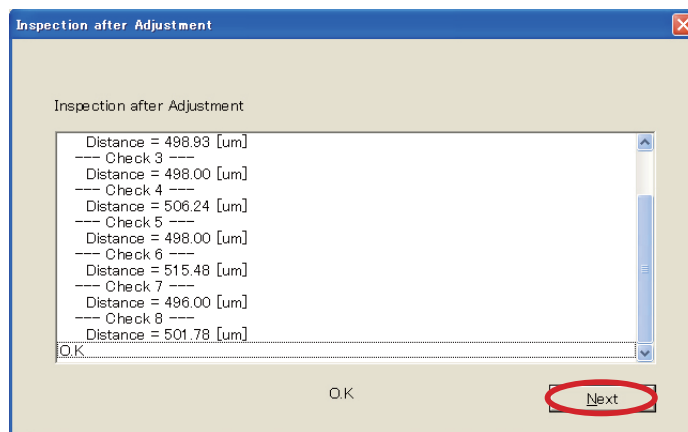 Inspection after Adjustment
Inspection after Adjustment
Distance = 498.93 [um]
--- Check 3 ---
Distance = 498.00 [um]
--- Check 4 ---
Distance = 506.24 [um]
--- Check 5 ---
Distance = 498.00 [um]
--- Check 6 ---
Distance = 515.48 [um]
--- Check 7 ---
Distance = 496.00 [um]
--- Check 8 ---
Distance = 501.78 [um]
O.K
O.K
Next